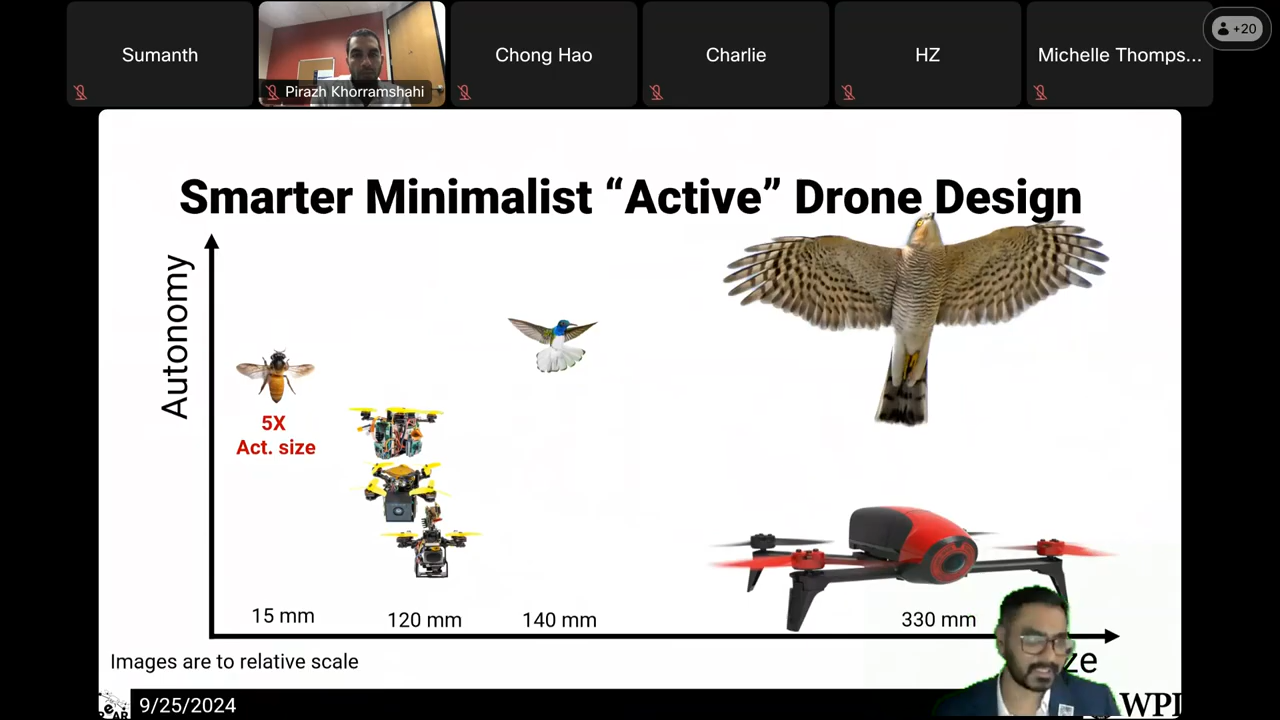 Sumanth
Pirazh Khorramshahi
Chong Hao
Charlie
HZ
Michelle Thomps...
+20
Smarter Minimalist “Active” Drone Design
Autonomy
5X
Act. size
15 mm
120 mm
140 mm
330 mm
Images are to relative scale
9/25/2024
WPI